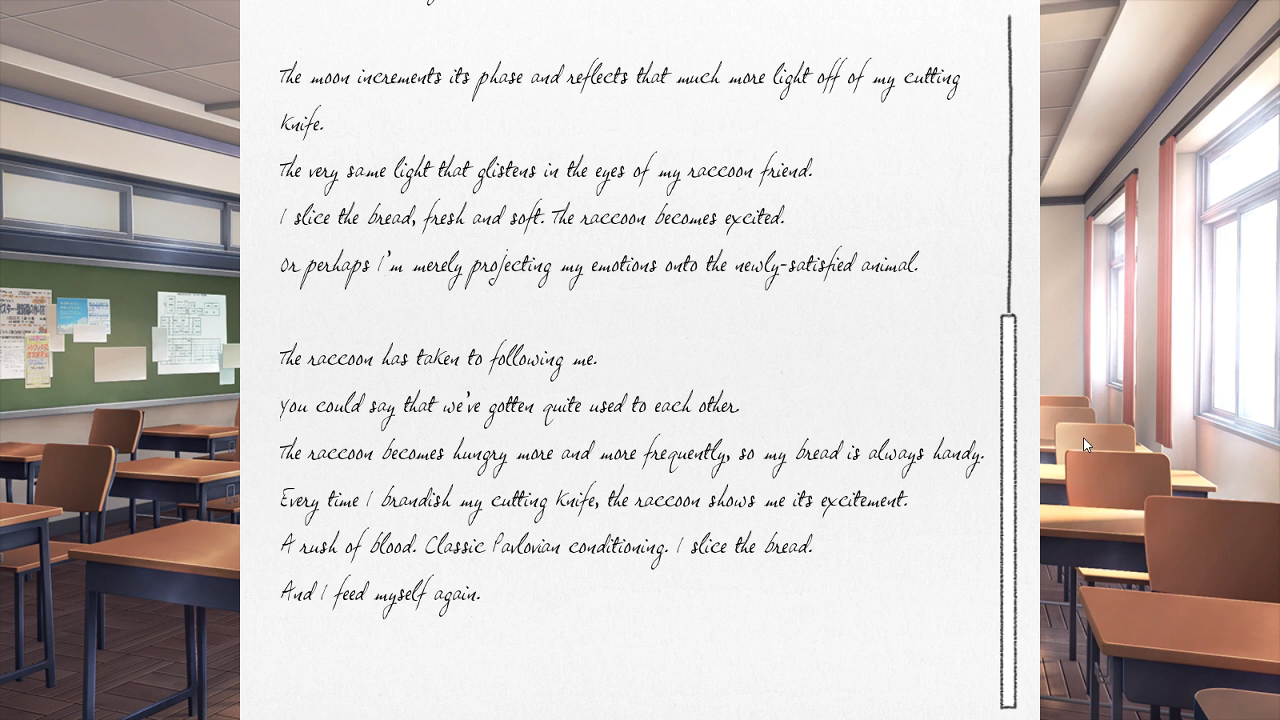 The moon increments its phase and reflects that much more light off of my cutting
knife.
The very same light that glistens in the eyes of my raccoon friend.
I slice the bread, fresh and soft. The raccoon becomes excited.
Or perhaps I'm merely projecting my emotions onto the newly-satisfied animal.
The raccoon has taken to following me.
You could say that we've gotten quite used to each other.
The raccoon becomes hungry more and more frequently, so my bread is always handy.
Every time I brandish my cutting knife, the raccoon shows me its excitement.
A rush of blood. Classic Pavlovian conditioning. I slice the bread.
And I feed myself again.